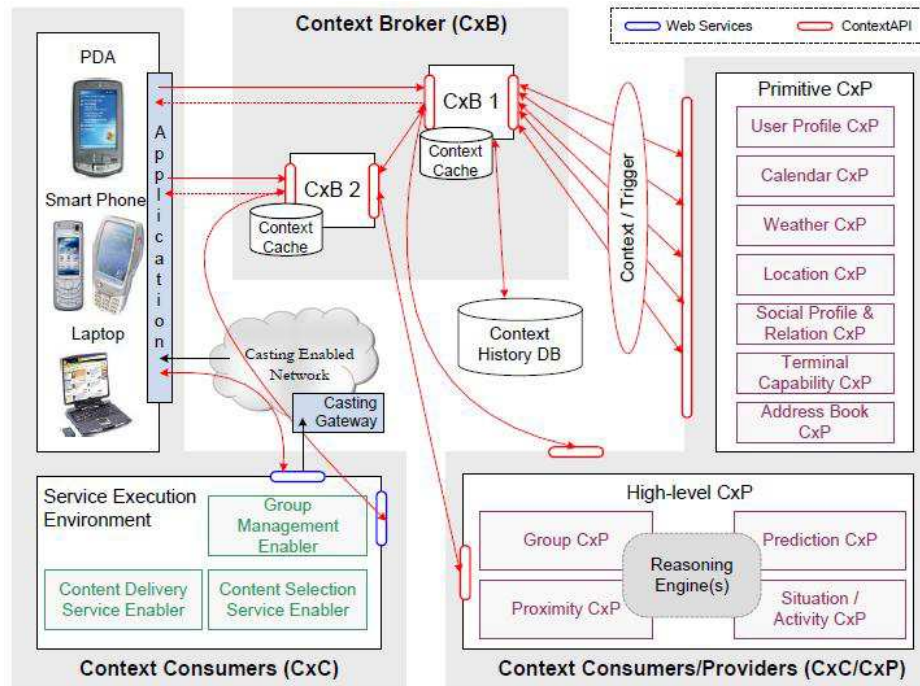 Context Broker (CxB)
Web Services
ContextAPI
PDA
Application
Smart Phone
Laptop
CxB 1
Context
Cache
CxB 2
Context
Cache
Context / Trigger
Context
History DB
Casting Enabled
Network
Casting
Gateway
Primitive CxP
User Profile CxP
Calendar CxP
Weather CxP
Location CxP
Social Profile &
Relation CxP
Terminal
Capability CxP
Address Book
CxP
Service Execution
Environment
Group
Management
Enabler
Content Delivery
Service Enabler
Content Selection
Service Enabler
Context Consumers (CxC)
High-level CxP
Group CxP
Prediction CxP
Reasoning
Engine(s)
Proximity CxP
Situation /
Activity CxP
Context Consumers/Providers (CxC/CxP)